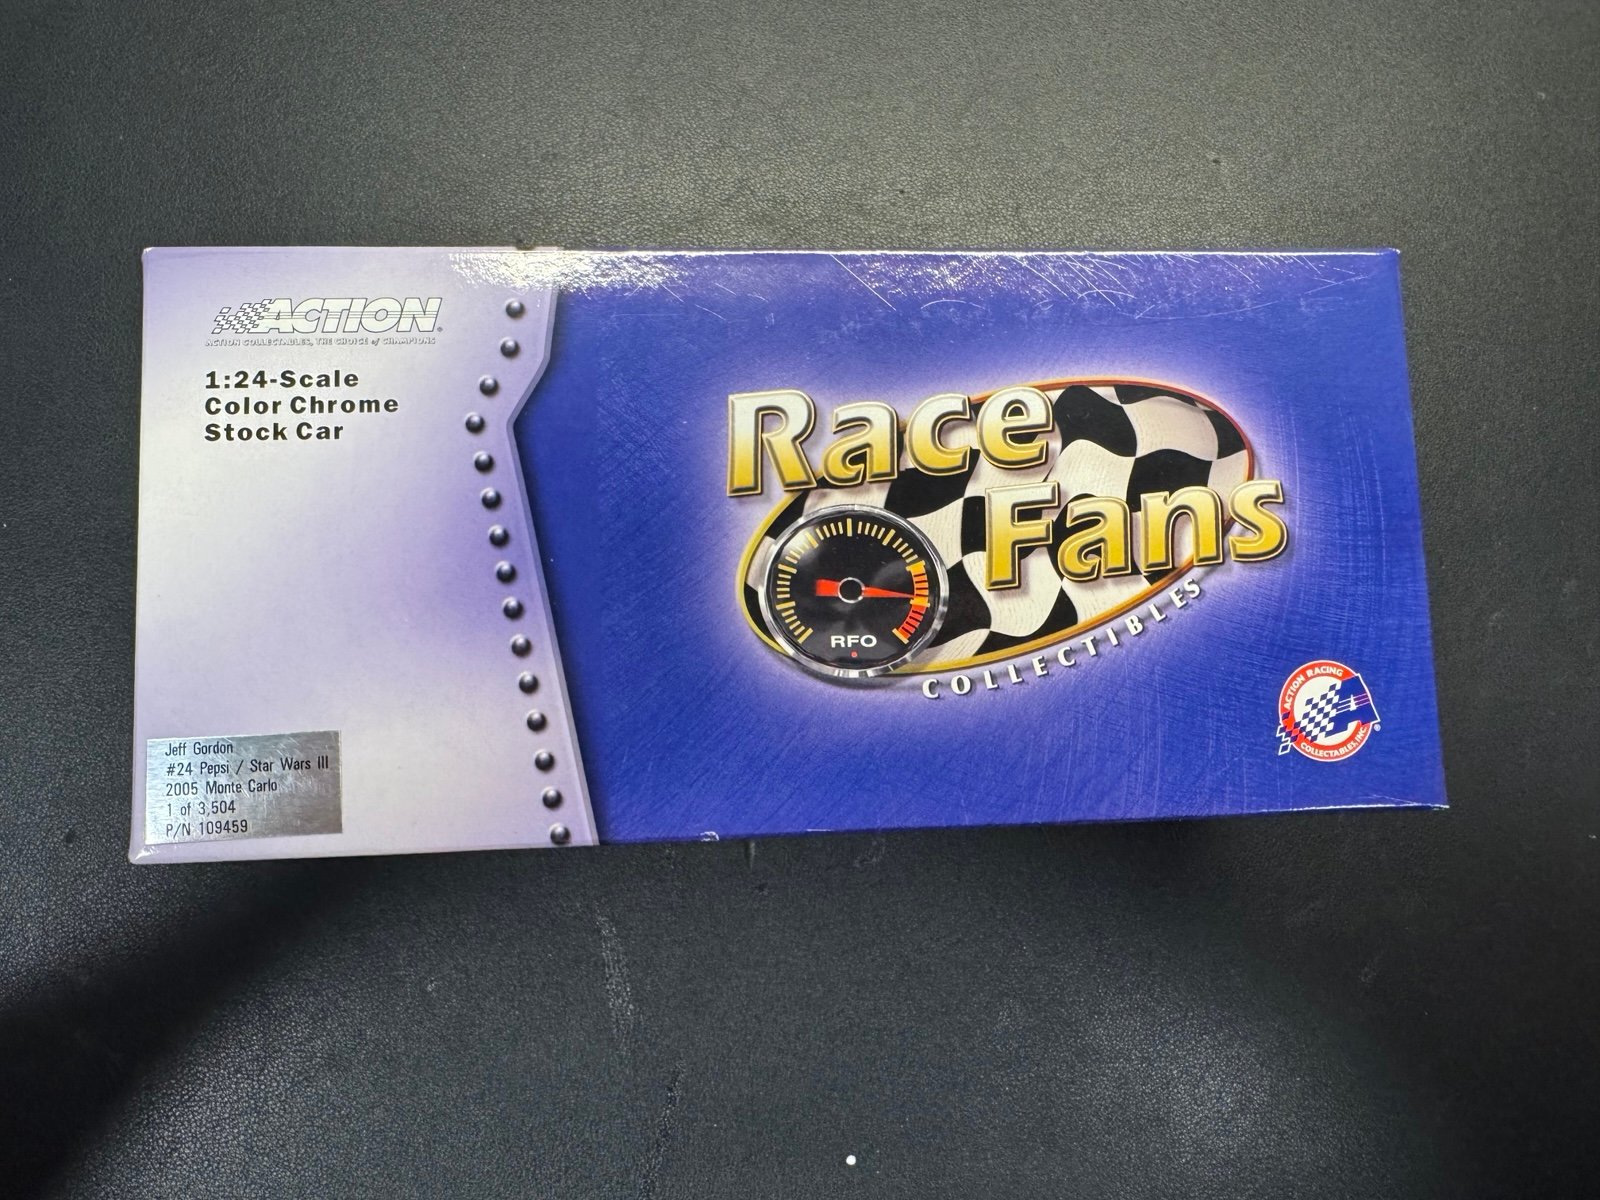 ACTION
ACTION COLLECTABLES, THE CHOICE of CHAMPIONS
1:24-Scale
Color Chrome
Stock Car
Race
Fans
COLLECTIBLES
RFO
ACTION RACING
COLLECTABLES, INC.
Jeff Gordon
#24 Pepsi / Star Wars III
2005 Monte Carlo
1 of 3,504
P/N 109459